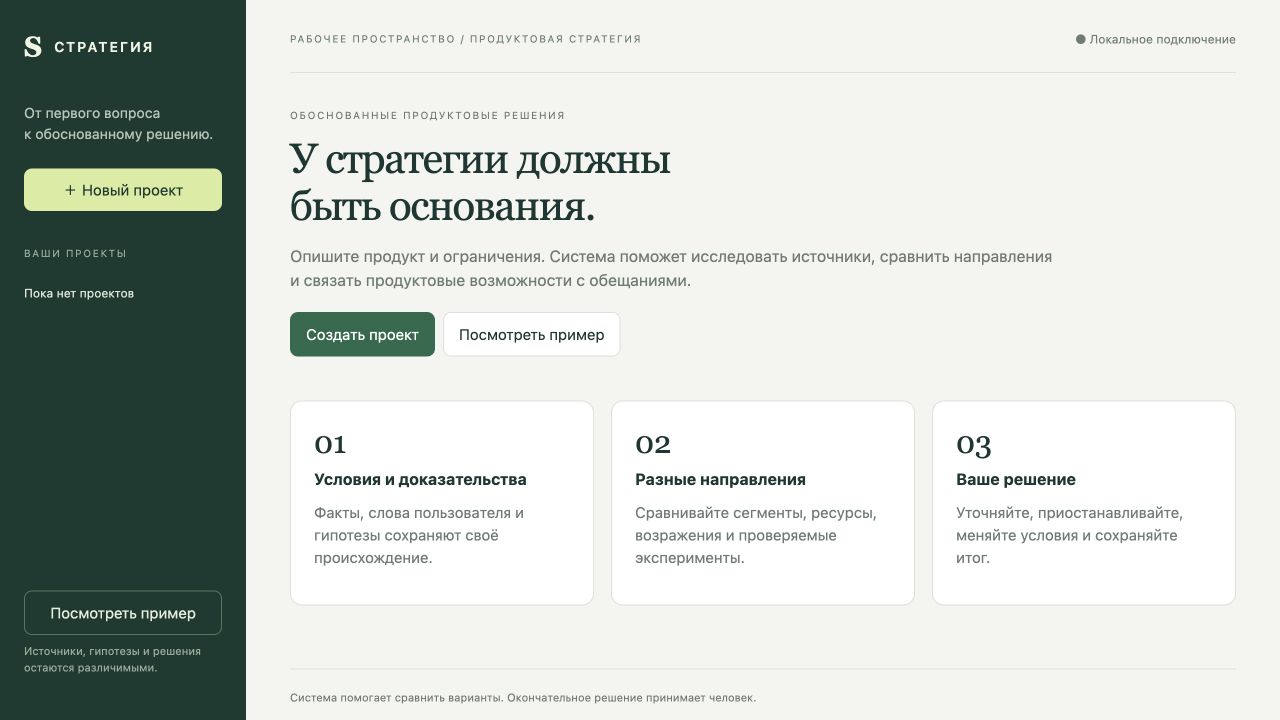 S СТРАТЕГИЯ
От первого вопроса
к обоснованному решению.
+ Новый проект
ВАШИ ПРОЕКТЫ
Пока нет проектов
Посмотреть пример
Источники, гипотезы и решения
остаются различимыми.
РАБОЧЕЕ ПРОСТРАНСТВО / ПРОДУКТОВАЯ СТРАТЕГИЯ
Локальное подключение
ОБОСНОВАННЫЕ ПРОДУКТОВЫЕ РЕШЕНИЯ
У стратегии должны
быть основания.
Опишите продукт и ограничения. Система поможет исследовать источники, сравнить направления
и связать продуктовые возможности с обещаниями.
Создать проект
Посмотреть пример
01
Условия и доказательства
Факты, слова пользователя и
гипотезы сохраняют своё
происхождение.
02
Разные направления
Сравнивайте сегменты, ресурсы,
возражения и проверяемые
эксперименты.
03
Ваше решение
Уточняйте, приостанавливайте,
меняйте условия и сохраняйте
итог.
Система помогает сравнить варианты. Окончательное решение принимает человек.